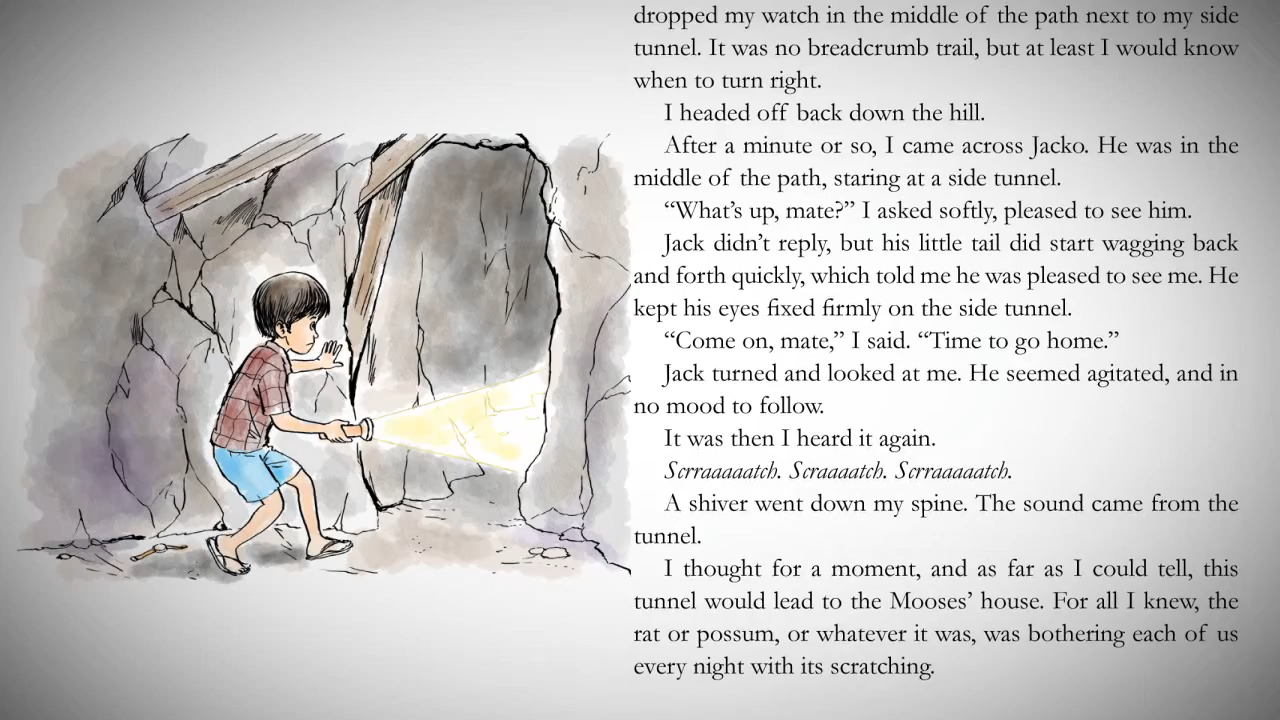 dropped my watch in the middle of the path next to my side
tunnel. It was no breadcrumb trail, but at least I would know
when to turn right.
I headed off back down the hill.
After a minute or so, I came across Jacko. He was in the
middle of the path, staring at a side tunnel.
“What’s up, mate?” I asked softly, pleased to see him.
Jack didn’t reply, but his little tail did start wagging back
and forth quickly, which told me he was pleased to see me. He
kept his eyes fixed firmly on the side tunnel.
“Come on, mate,” I said. “Time to go home.”
Jack turned and looked at me. He seemed agitated, and in
no mood to follow.
It was then I heard it again.
Scrraaaaatch. Scraaaatch. Scrraaaaatch.
A shiver went down my spine. The sound came from the
tunnel.
I thought for a moment, and as far as I could tell, this
tunnel would lead to the Mooses’ house. For all I knew, the
rat or possum, or whatever it was, was bothering each of us
every night with its scratching.